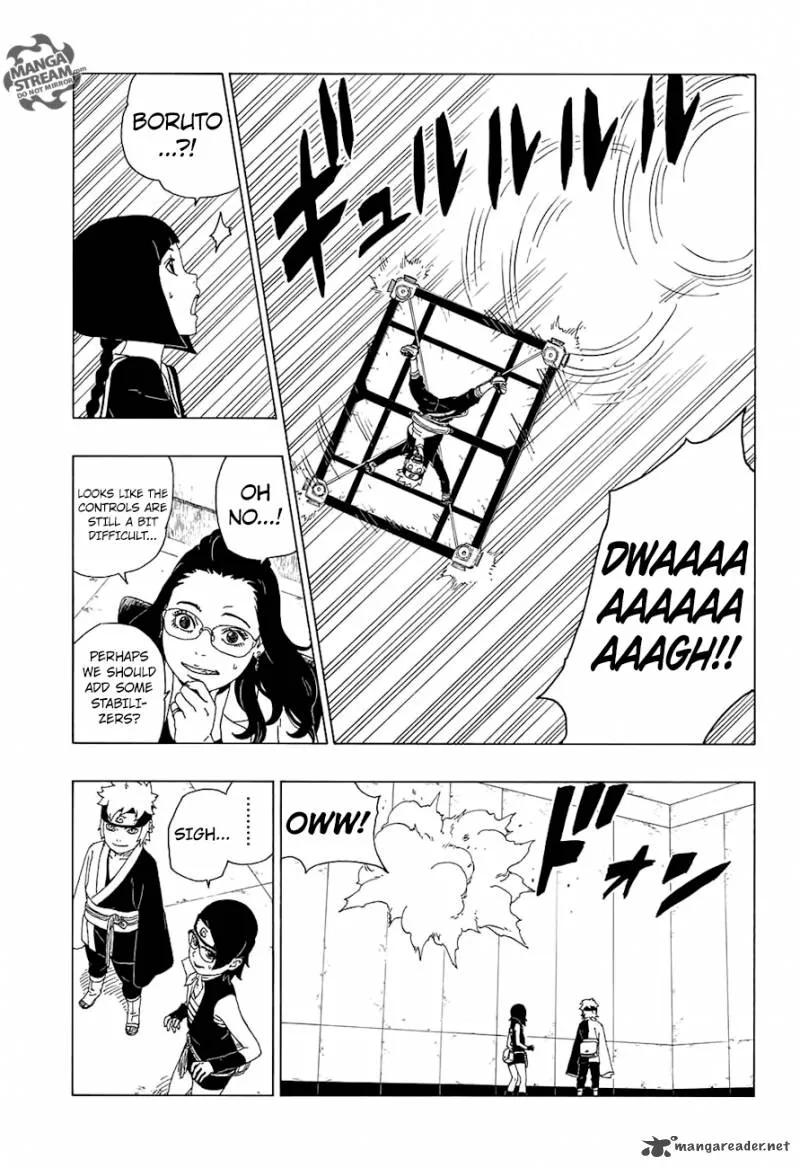 MANGA
STREAM.com
DO NOT MIRROR
BORUTO
...?!
ギュルルルル
DWAAAA
AAAAAA
AAAGH!!
OH
NO...!
LOOKS LIKE THE
CONTROLS ARE
STILL A BIT
DIFFICULT...
PERHAPS
WE SHOULD
ADD SOME
STABILI-
ZERS?
.......
SIGH...
OWW!
ドォン
mangareader.net